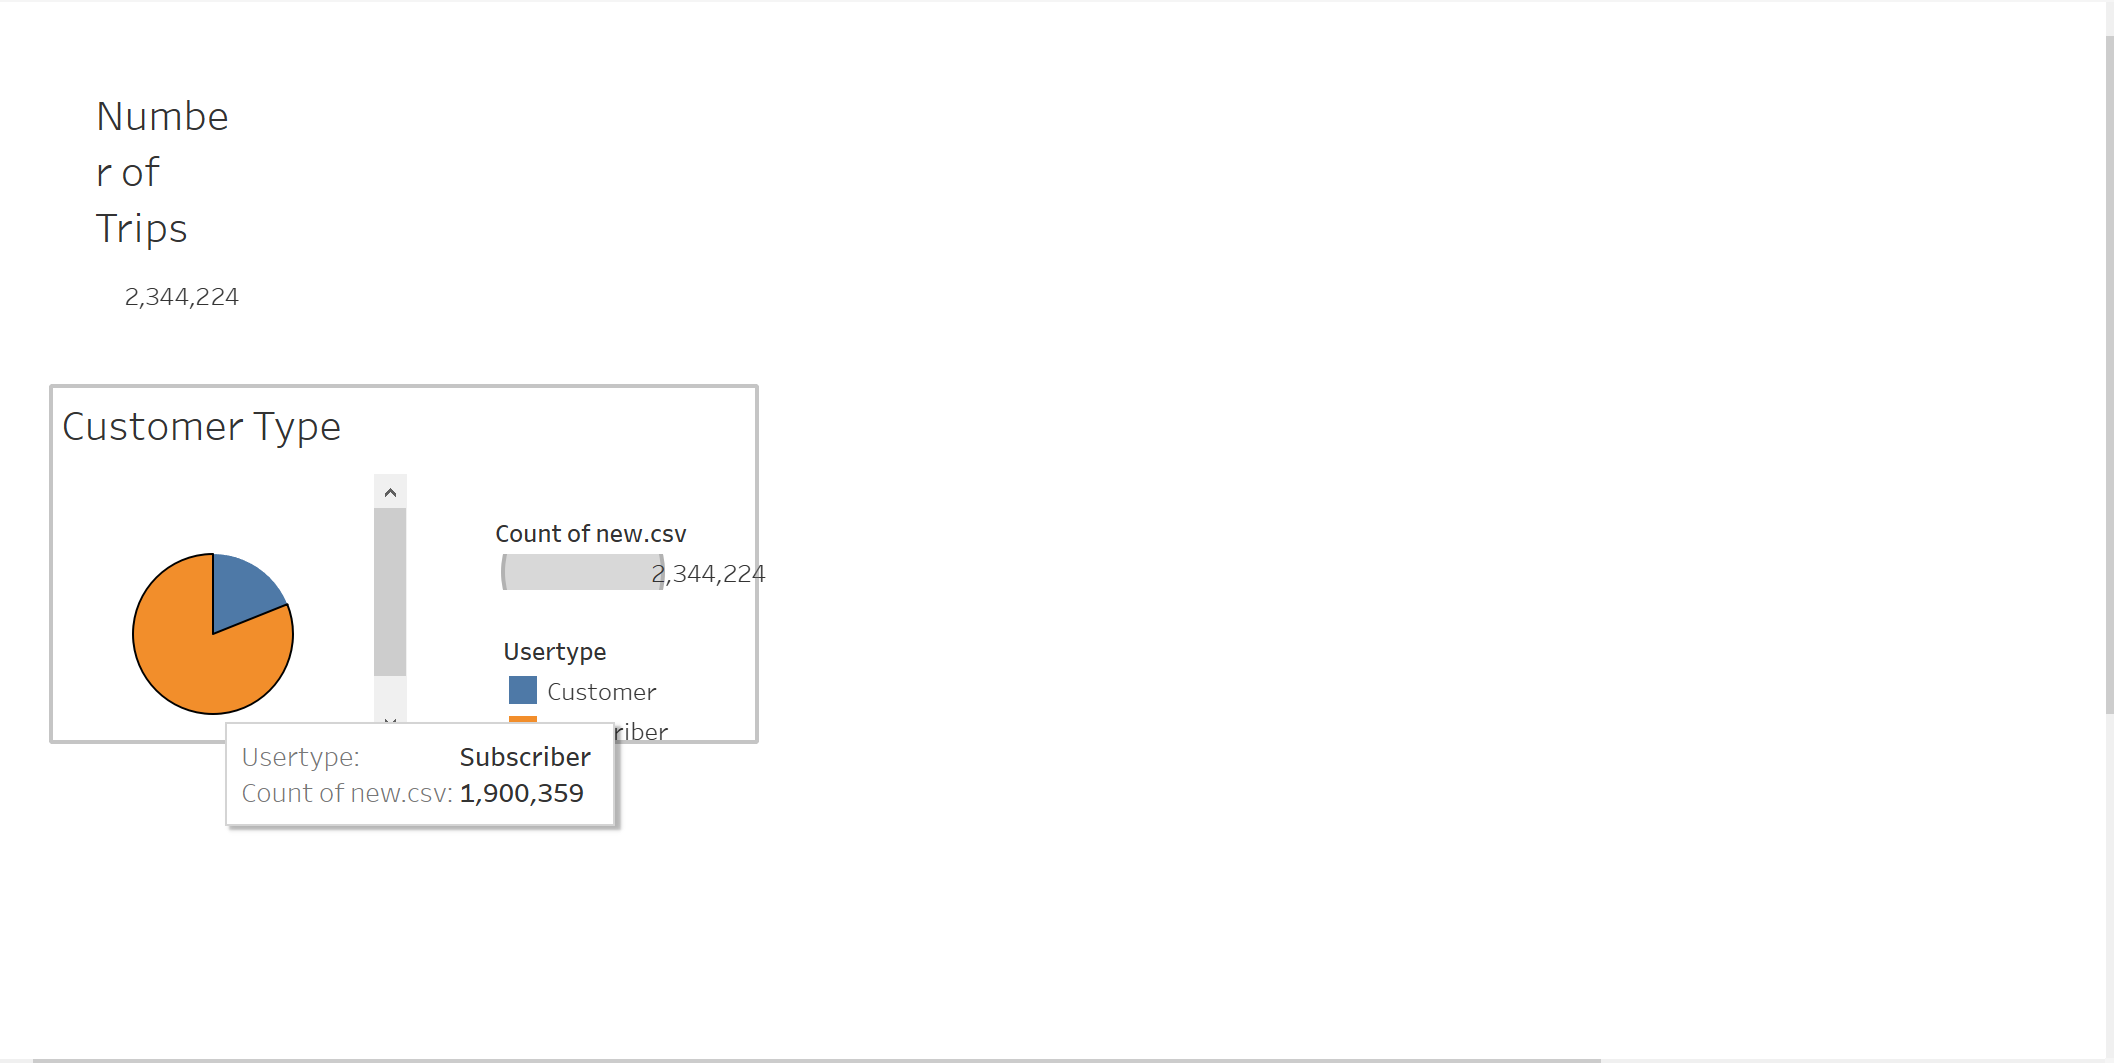 Numbe
r of
Trips
2,344,224
Customer Type
Count of new.csv
2,344,224
Usertype
Customer
riber
Usertype: Subscriber
Count of new.csv: 1,900,359